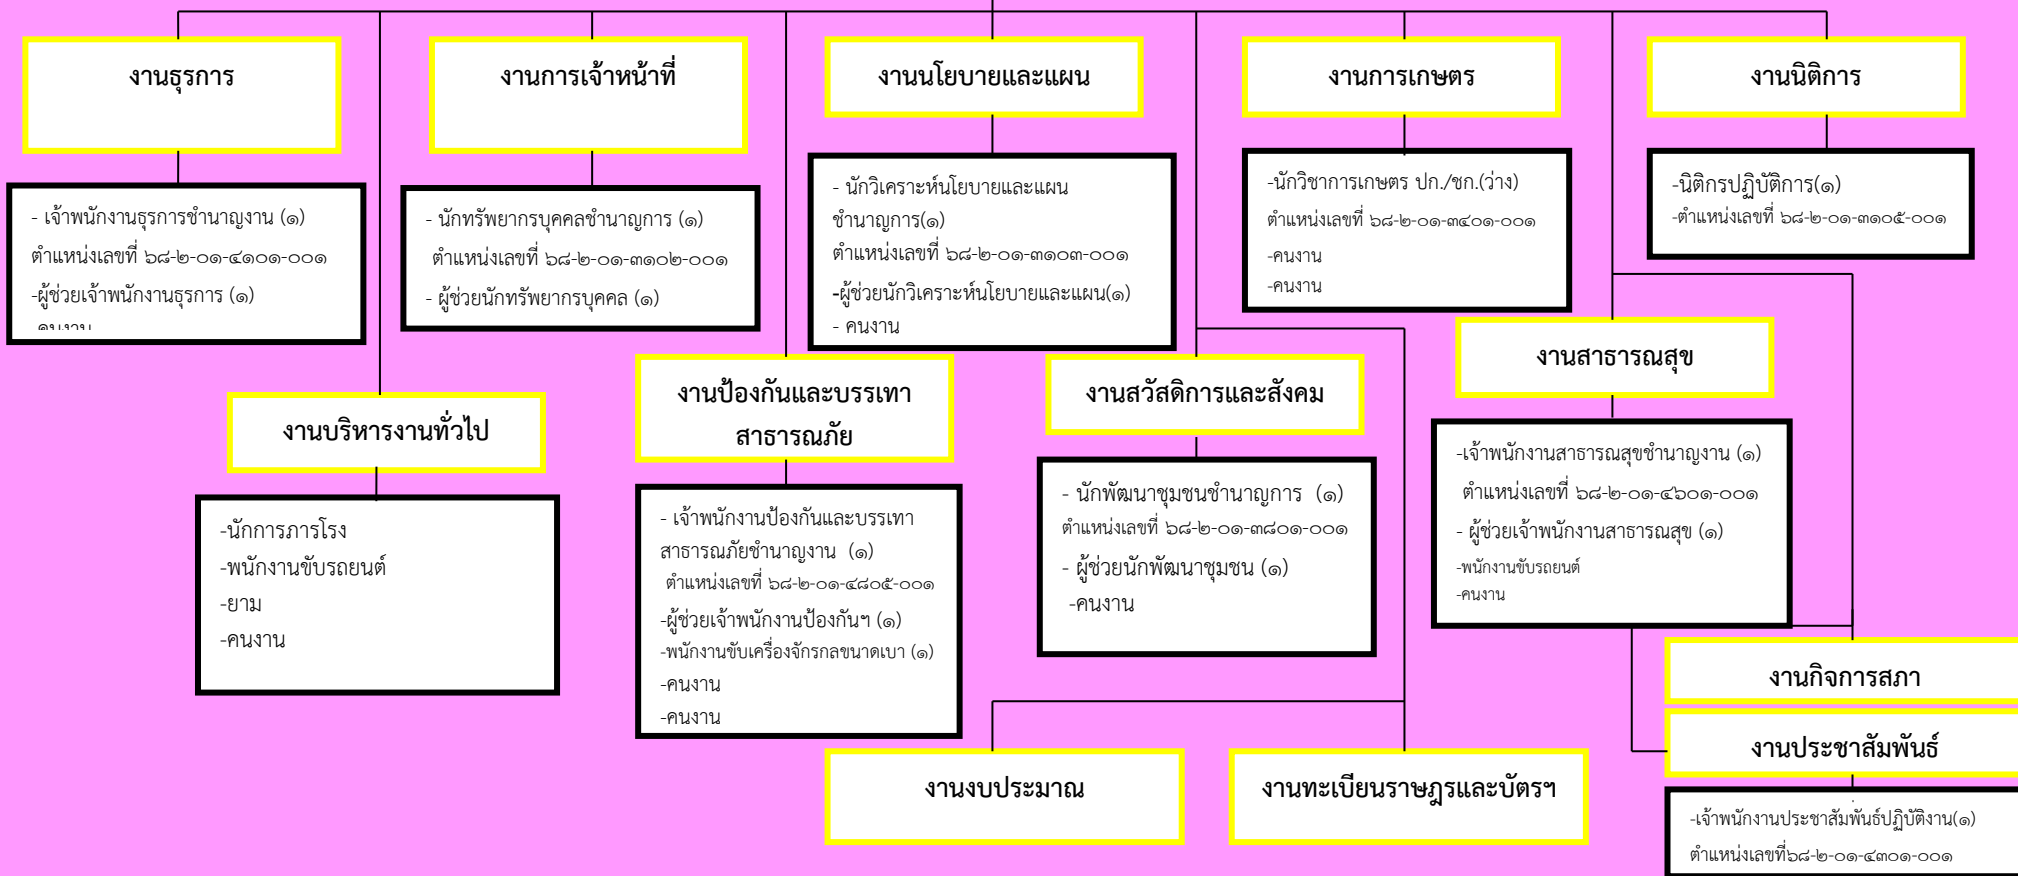 งานธุรการ
- เจ้าพนักงานธุรการชำนาญงาน (๑)
ตำแหน่งเลขที่ ๖๘-๒-๐๑-๔๑๐๑-๐๐๑
-ผู้ช่วยเจ้าพนักงานธุรการ (๑)
-คนงาน
งานการเจ้าหน้าที่
- นักทรัพยากรบุคคลชำนาญการ (๑)
ตำแหน่งเลขที่ ๖๘-๒-๐๑-๓๑๐๒-๐๐๑
- ผู้ช่วยนักทรัพยากรบุคคล (๑)
งานนโยบายและแผน
- นักวิเคราะห์นโยบายและแผน
ชำนาญการ(๑)
ตำแหน่งเลขที่ ๖๘-๒-๐๑-๓๑๐๓-๐๐๑
-ผู้ช่วยนักวิเคราะห์นโยบายและแผน(๑)
- คนงาน
งานการเกษตร
-นักวิชาการเกษตร ปก./ชก.(ว่าง)
ตำแหน่งเลขที่ ๖๘-๒-๐๑-๓๔๐๑-๐๐๑
-คนงาน
-คนงาน
งานนิติการ
-นิติกรปฏิบัติการ(๑)
-ตำแหน่งเลขที่ ๖๘-๒-๐๑-๓๑๐๕-๐๐๑
งานบริหารงานทั่วไป
-นักการภารโรง
-พนักงานขับรถยนต์
-ยาม
-คนงาน
งานป้องกันและบรรเทา
สาธารณภัย
- เจ้าพนักงานป้องกันและบรรเทา
สาธารณภัยชำนาญงาน (๑)
ตำแหน่งเลขที่ ๖๘-๒-๐๑-๔๘๐๕-๐๐๑
-ผู้ช่วยเจ้าพนักงานป้องกันฯ (๑)
-พนักงานขับเครื่องจักรกลขนาดเบา (๑)
-คนงาน
-คนงาน
งานสวัสดิการและสังคม
- นักพัฒนาชุมชนชำนาญการ (๑)
ตำแหน่งเลขที่ ๖๘-๒-๐๑-๓๘๐๑-๐๐๑
- ผู้ช่วยนักพัฒนาชุมชน (๑)
-คนงาน
งานสาธารณสุข
-เจ้าพนักงานสาธารณสุขชำนาญงาน (๑)
ตำแหน่งเลขที่ ๖๘-๒-๐๑-๔๖๐๑-๐๐๑
- ผู้ช่วยเจ้าพนักงานสาธารณสุข (๑)
-พนักงานขับรถยนต์
-คนงาน
งานกิจการสภา
งานประชาสัมพันธ์
-เจ้าพนักงานประชาสัมพันธ์ปฏิบัติงาน(๑)
ตำแหน่งเลขที่๖๘-๒-๐๑-๔๓๐๑-๐๐๑
งานงบประมาณ
งานทะเบียนราษฎรและบัตรฯ